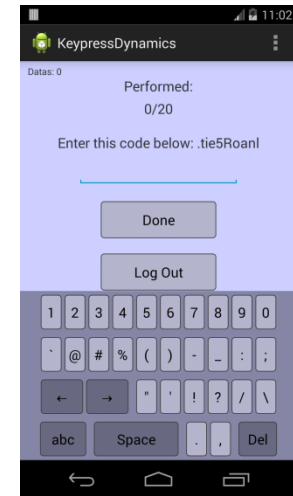 11:02
KeypressDynamics
Datas: 0
Performed:
0/20
Enter this code below: .tie5Roanl
Done
Log Out
1 2 3 4 5 6 7 8 9 0
` @ # % ( ) - _ : ;
← → " ' ! ? / \
abc Space . , Del